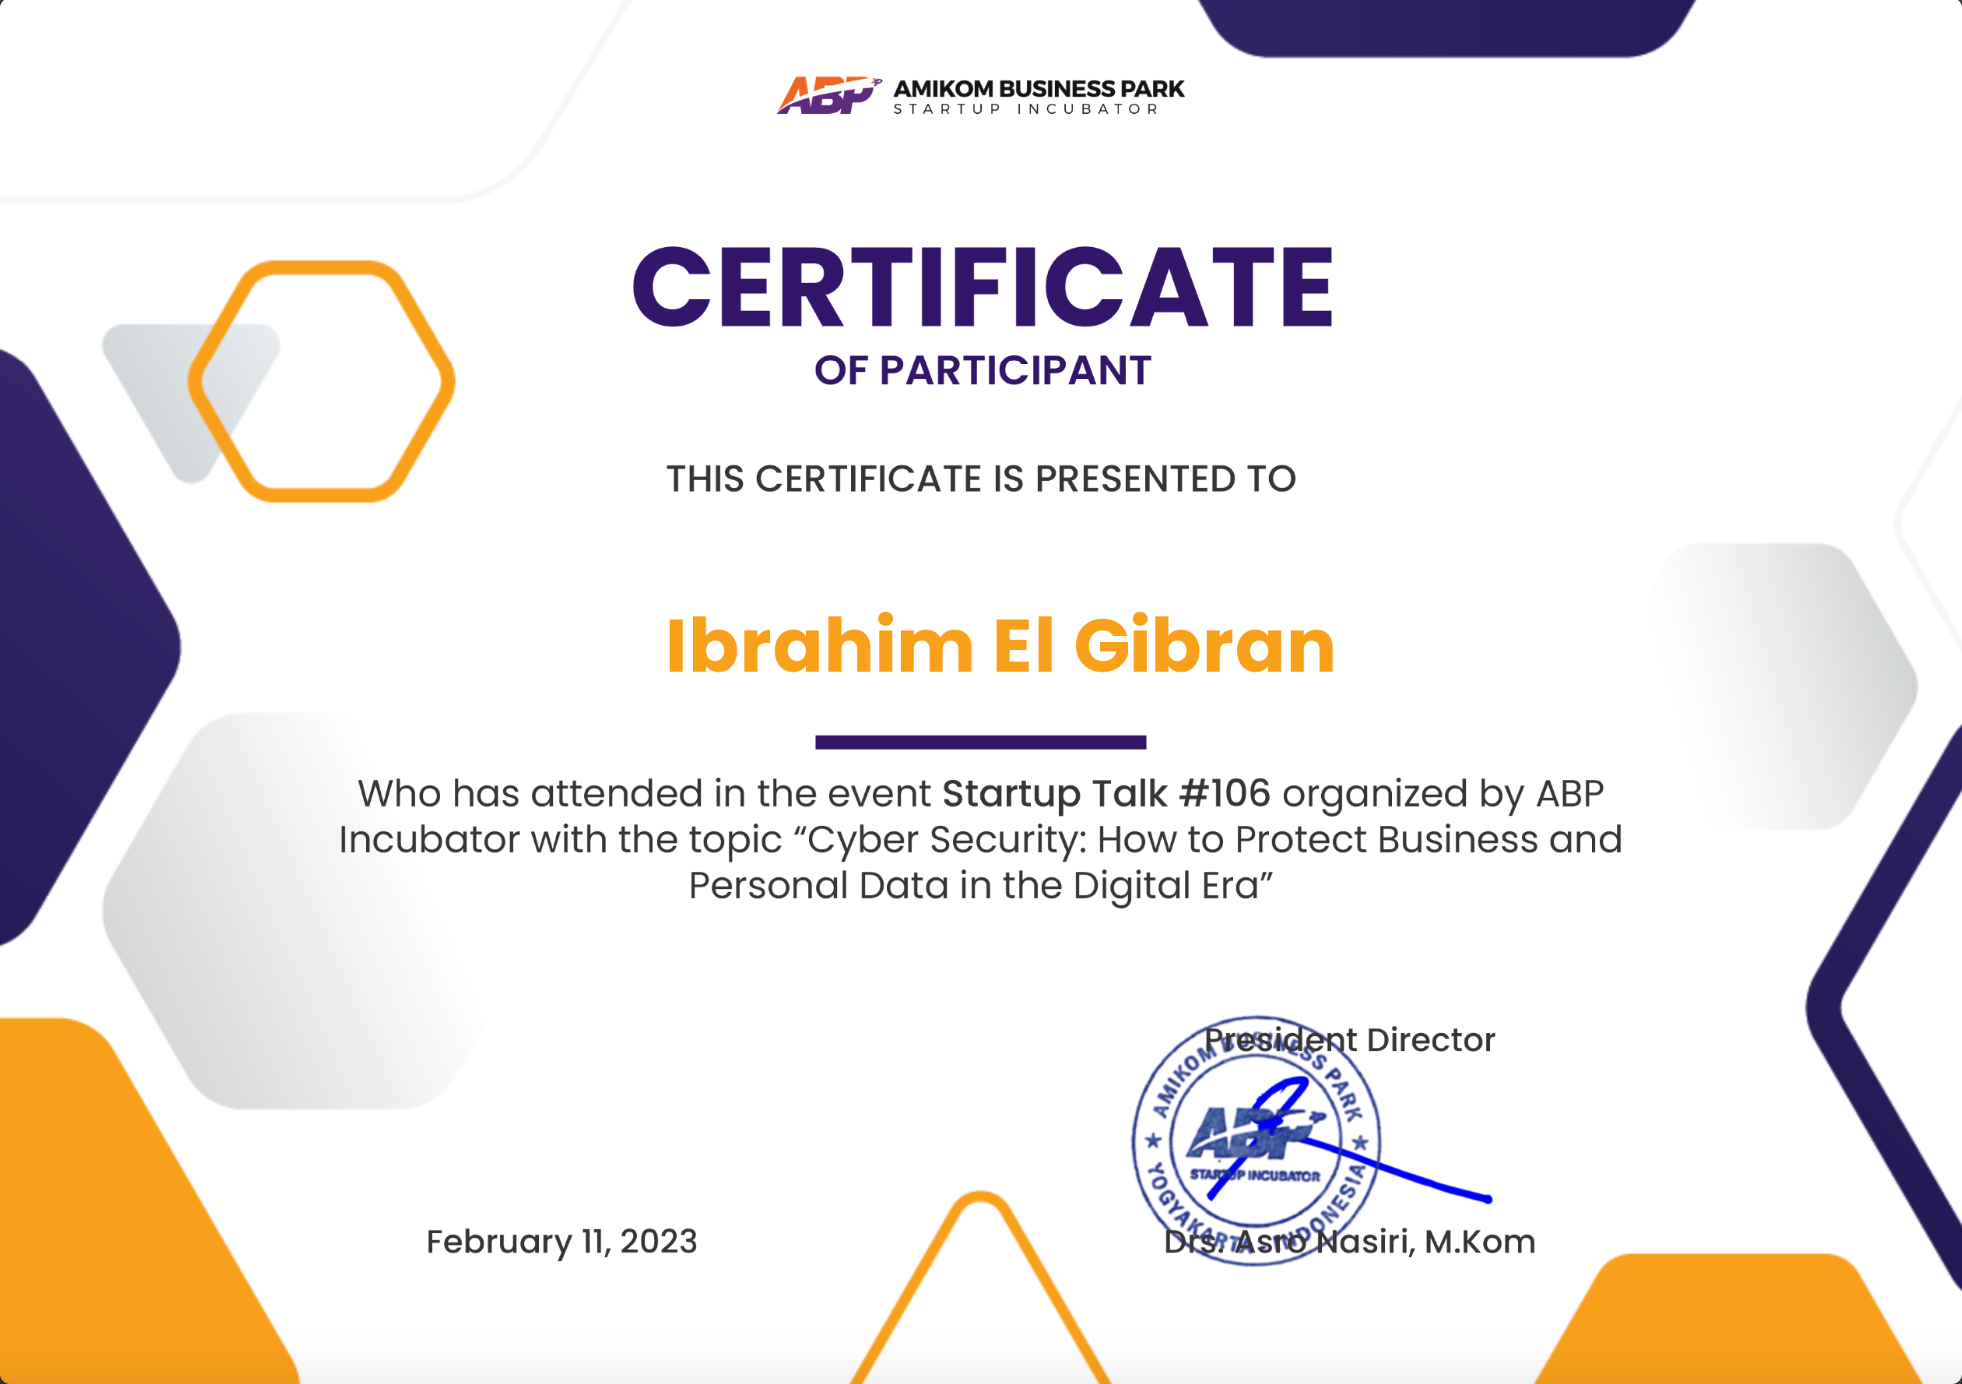 ABP AMIKOM BUSINESS PARK
STARTUP INCUBATOR
CERTIFICATE
OF PARTICIPANT
THIS CERTIFICATE IS PRESENTED TO
Ibrahim El Gibran
Who has attended in the event Startup Talk #106 organized by ABP
Incubator with the topic “Cyber Security: How to Protect Business and
Personal Data in the Digital Era”
President Director
AMIKOM BUSINESS PARK
ABP
STARTUP INCUBATOR
YOGYAKARTA - INDONESIA
February 11, 2023
Drs. Asro Nasiri, M.Kom